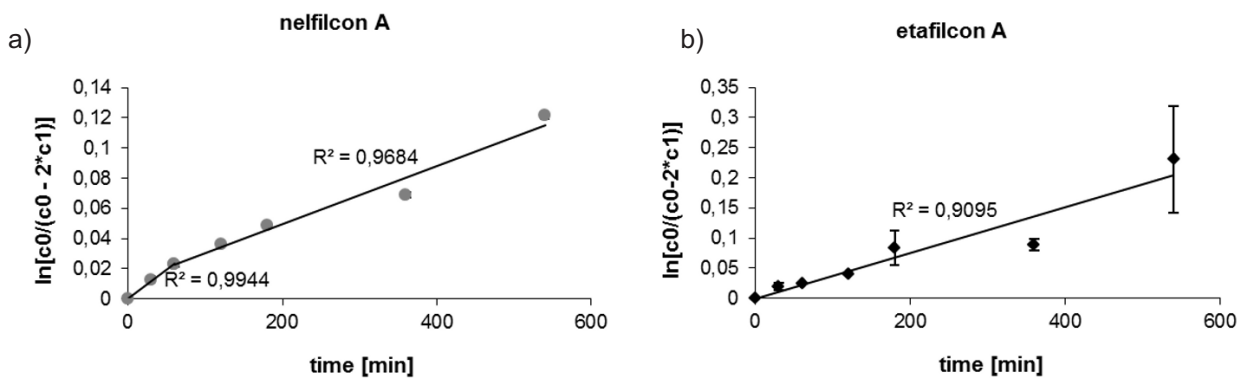 a)
nelfilcon A
0,14
0,12
0,1
0,08
0,06
0,04
0,02
0
ln[c0/(c0 - 2*c1)]
R² = 0,9684
R² = 0,9944
0
200
400
600
time [min]
b)
etafilcon A
0,35
0,3
0,25
0,2
0,15
0,1
0,05
0
ln[c0/(c0-2*c1)]
R² = 0,9095
0
200
400
600
time [min]